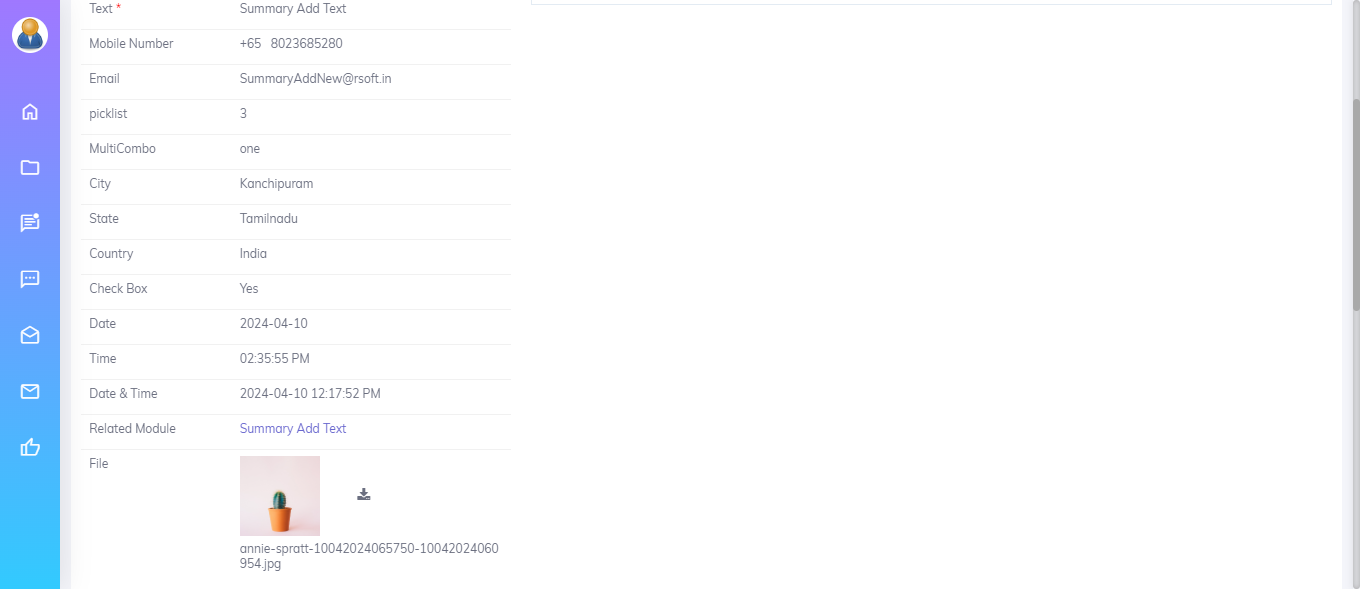 Text * Summary Add Text
Mobile Number +65 8023685280
Email SummaryAddNew@rsoft.in
picklist 3
MultiCombo one
City Kanchipuram
State Tamilnadu
Country India
Check Box Yes
Date 2024-04-10
Time 02:35:55 PM
Date & Time 2024-04-10 12:17:52 PM
Related Module Summary Add Text
File
annie-spratt-10042024065750-10042024060
954.jpg